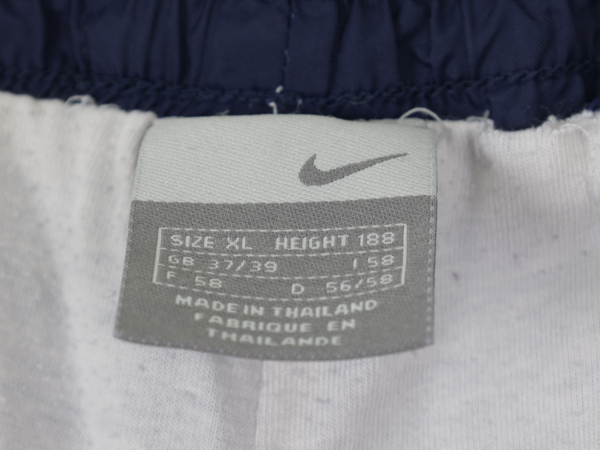 SIZE XL HEIGHT 188
GB 37/39 I 58
F 58 D 56/58
MADE IN THAILAND
FABRIQUE EN
THAILANDE